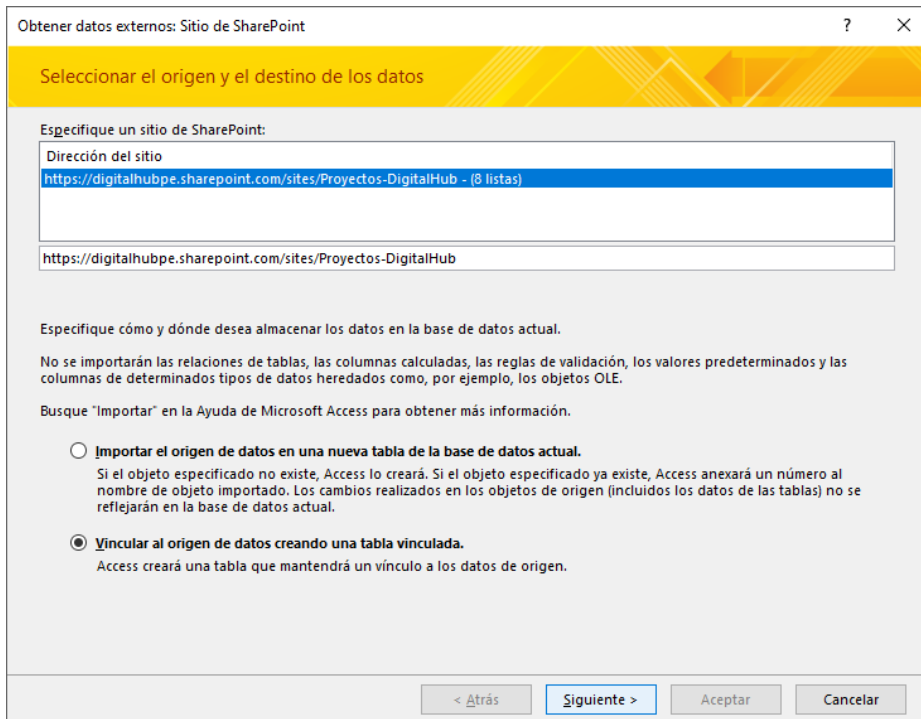 Obtener datos externos: Sitio de SharePoint
?
Seleccionar el origen y el destino de los datos
Especifique un sitio de SharePoint:
Dirección del sitio
https://digitalhubpe.sharepoint.com/sites/Proyectos-DigitalHub - (8 listas)
https://digitalhubpe.sharepoint.com/sites/Proyectos-DigitalHub
Especifique cómo y dónde desea almacenar los datos en la base de datos actual.
No se importarán las relaciones de tablas, las columnas calculadas, las reglas de validación, los valores predeterminados y las
columnas de determinados tipos de datos heredados como, por ejemplo, los objetos OLE.
Busque "Importar" en la Ayuda de Microsoft Access para obtener más información.
Importar el origen de datos en una nueva tabla de la base de datos actual.
Si el objeto especificado no existe, Access lo creará. Si el objeto especificado ya existe, Access anexará un número al
nombre de objeto importado. Los cambios realizados en los objetos de origen (incluidos los datos de las tablas) no se
reflejarán en la base de datos actual.
Vincular al origen de datos creando una tabla vinculada.
Access creará una tabla que mantendrá un vínculo a los datos de origen.
< Atrás
Siguiente >
Aceptar
Cancelar